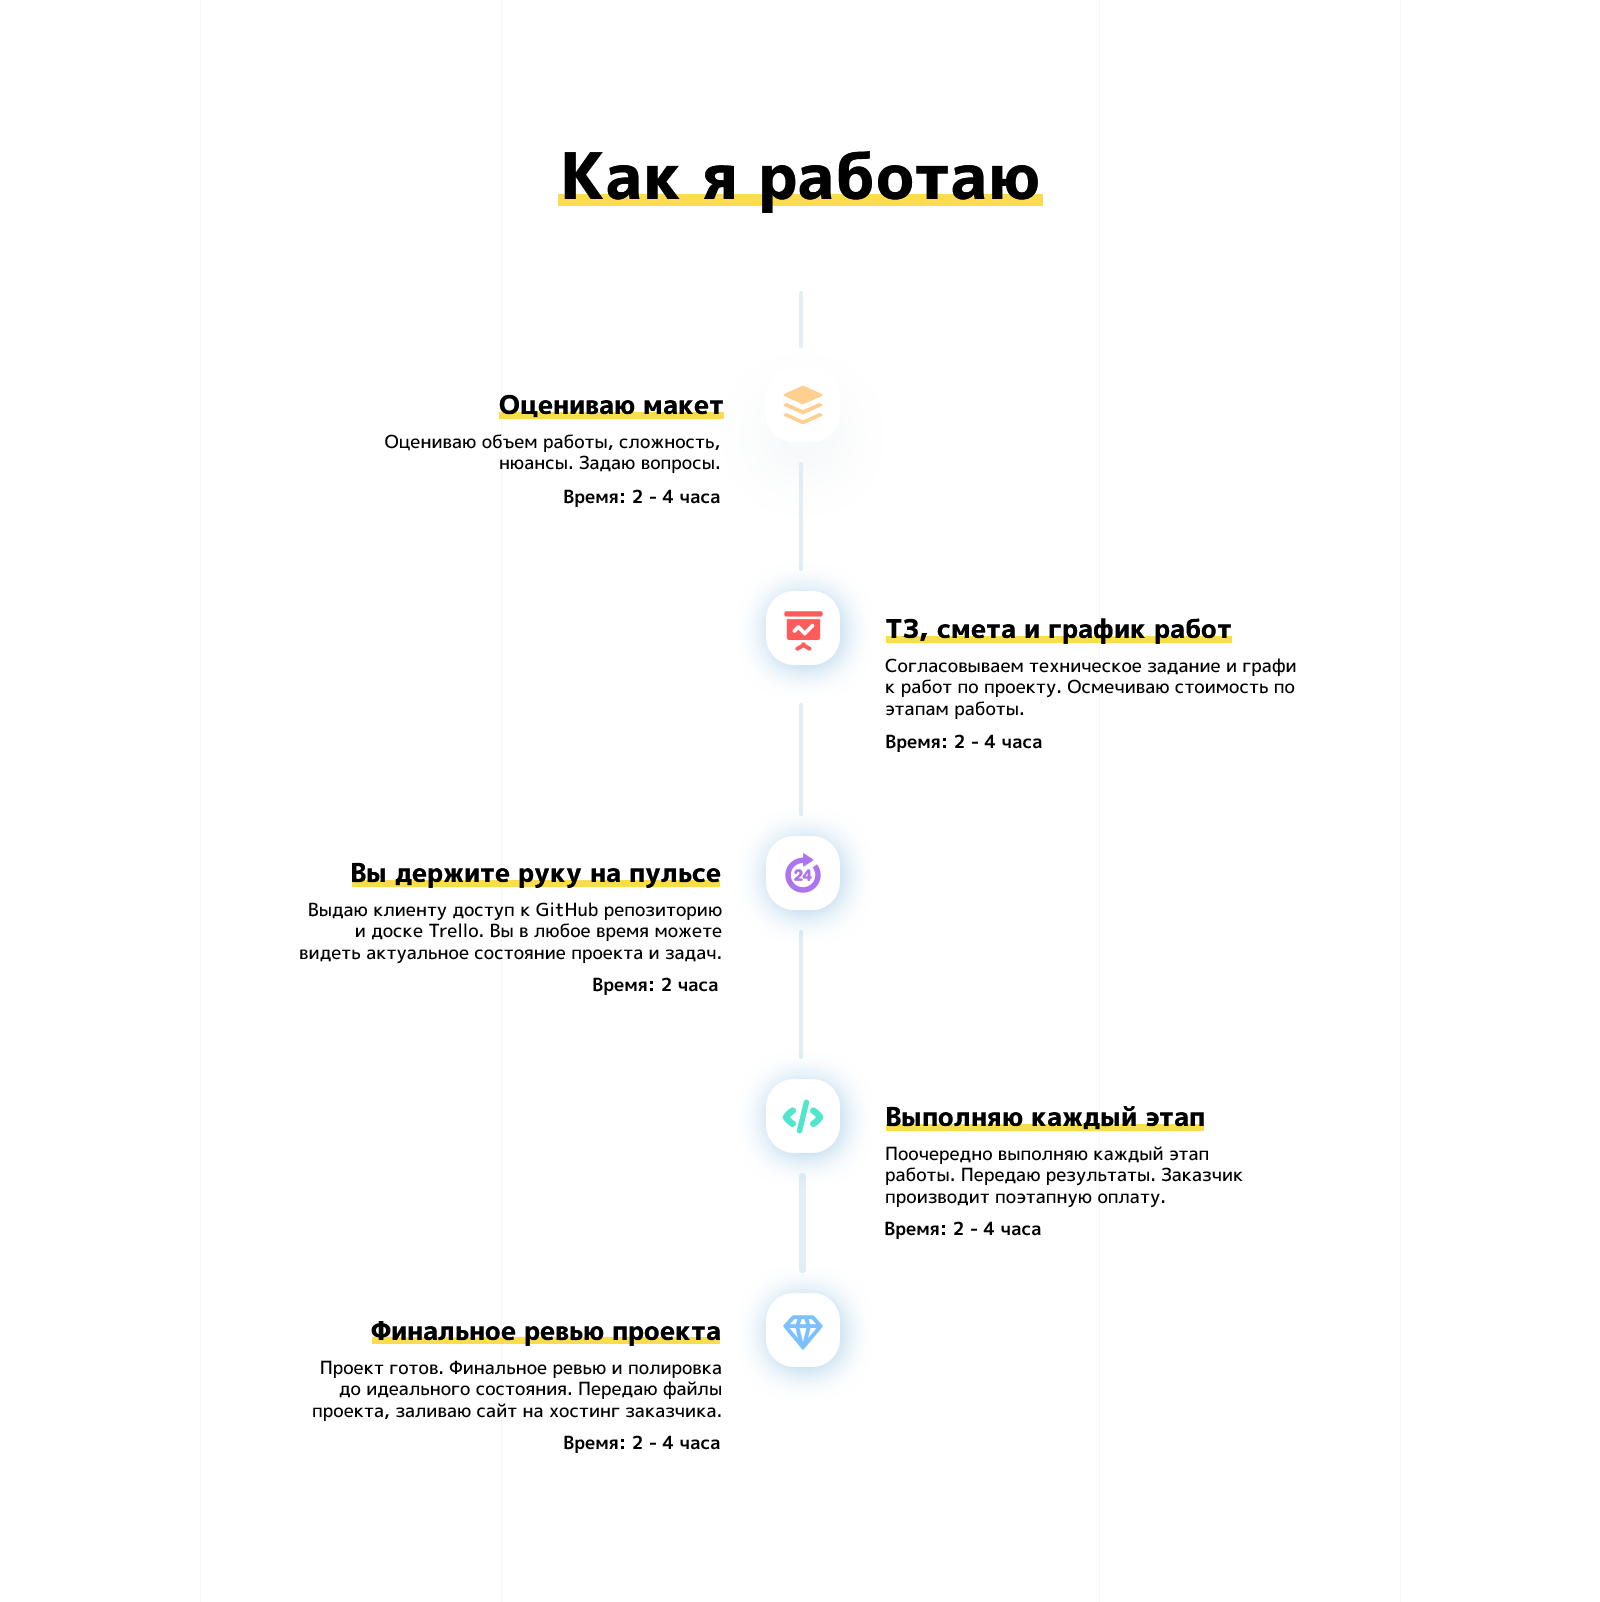 Как я работаю
Оцениваю макет
Оцениваю объем работы, сложность,
нюансы. Задаю вопросы.
Время: 2 - 4 часа
ТЗ, смета и график работ
Согласовываем техническое задание и графи
к работ по проекту. Осмечиваю стоимость по
этапам работы.
Время: 2 - 4 часа
24
Вы держите руку на пульсе
Выдаю клиенту доступ к GitHub репозиторию
и доске Trello. Вы в любое время можете
видеть актуальное состояние проекта и задач.
Время: 2 часа
Выполняю каждый этап
Поочередно выполняю каждый этап
работы. Передаю результаты. Заказчик
производит поэтапную оплату.
Время: 2 - 4 часа
Финальное ревью проекта
Проект готов. Финальное ревью и полировка
до идеального состояния. Передаю файлы
проекта, заливаю сайт на хостинг заказчика.
Время: 2 - 4 часа